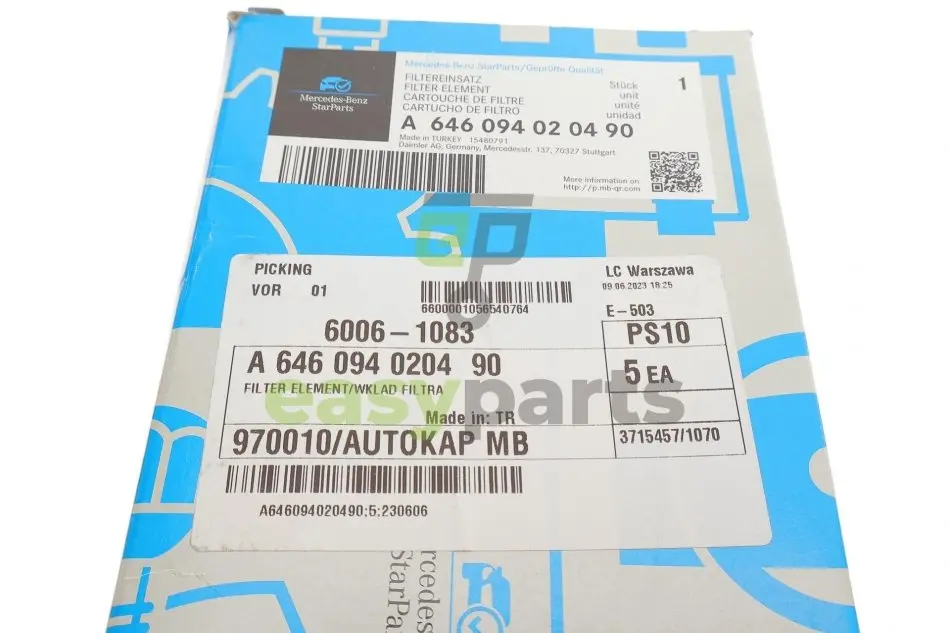 Mercedes-Benz StarParts/Geprüfte Qualität
FILTEREINSATZ
FILTER ELEMENT
CARTOUCHE DE FILTRE
CARTUCHO DE FILTRO
Stück
unit
unité
unidad
1
Mercedes-Benz
StarParts
A 646 094 02 04 90
Made in TURKEY 15480791
Daimler AG, Germany, Mercedesstr. 137, 70327 Stuttgart
More information on
http://p.mb-qr.com
PICKING
VOR 01
6600001056540764
LC Warszawa
09.06.2023 18:25
E-503
6006-1083
PS10
A 646 094 0204 90
5 EA
FILTER ELEMENT/WKLAD FILTRA
easyparts
Made in: TR
970010/AUTOKAP MB
3715457/1070
A646094020490;5;230606
rcedes
StarPar